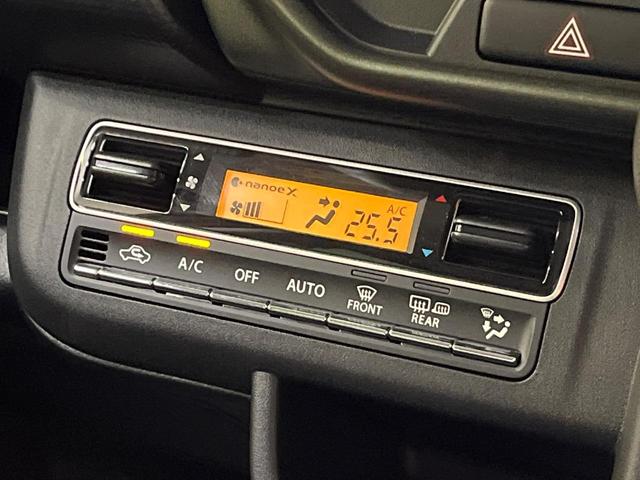 nanoeX
A/C
25.5
A/C OFF AUTO FRONT REAR